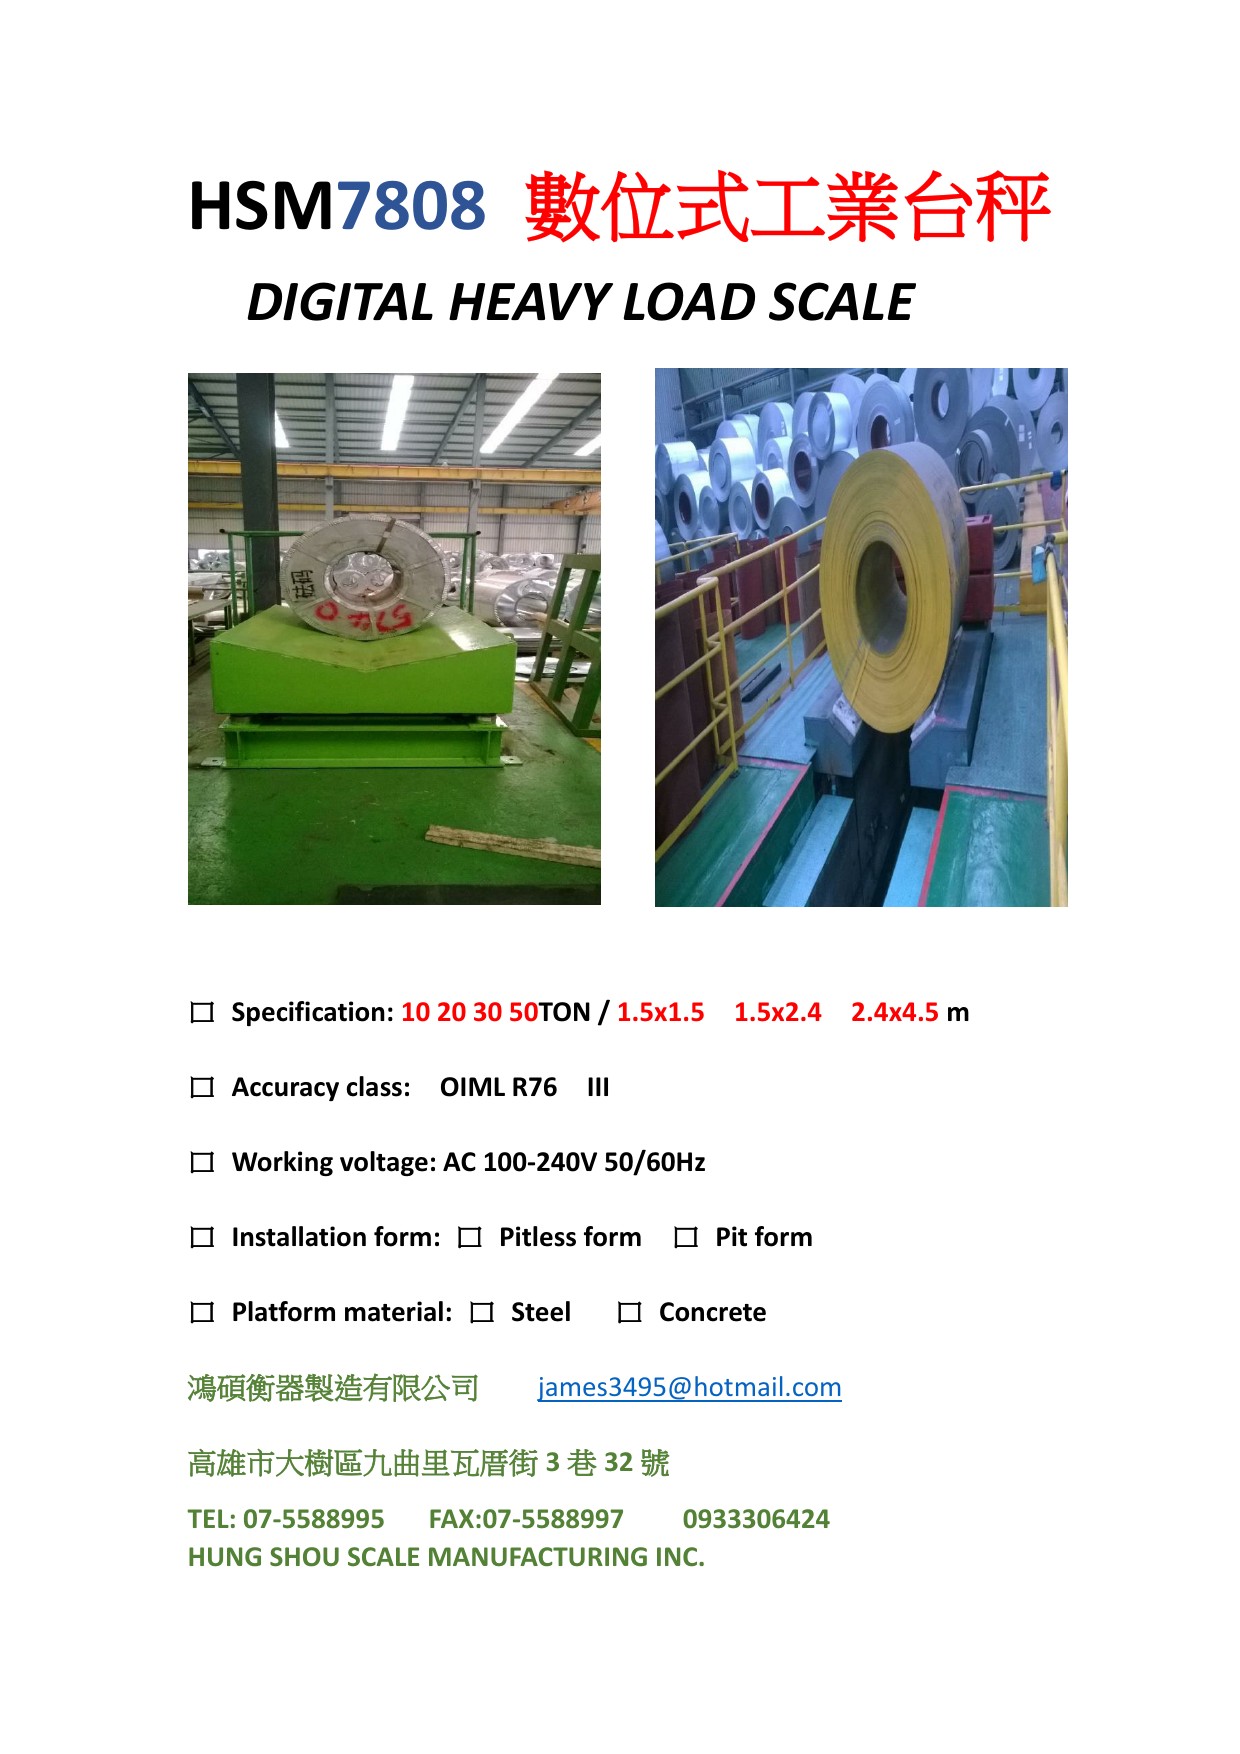 HSM7808 數位式工業台秤
DIGITAL HEAVY LOAD SCALE
5740
□ Specification: 10 20 30 50TON / 1.5x1.5 1.5x2.4 2.4x4.5 m
□ Accuracy class: OIML R76 III
□ Working voltage: AC 100-240V 50/60Hz
□ Installation form: □ Pitless form □ Pit form
□ Platform material: □ Steel □ Concrete
鴻碩衡器製造有限公司 james3495@hotmail.com
高雄市大樹區九曲里瓦厝街 3 巷 32 號
TEL: 07-5588995 FAX:07-5588997 0933306424
HUNG SHOU SCALE MANUFACTURING INC.